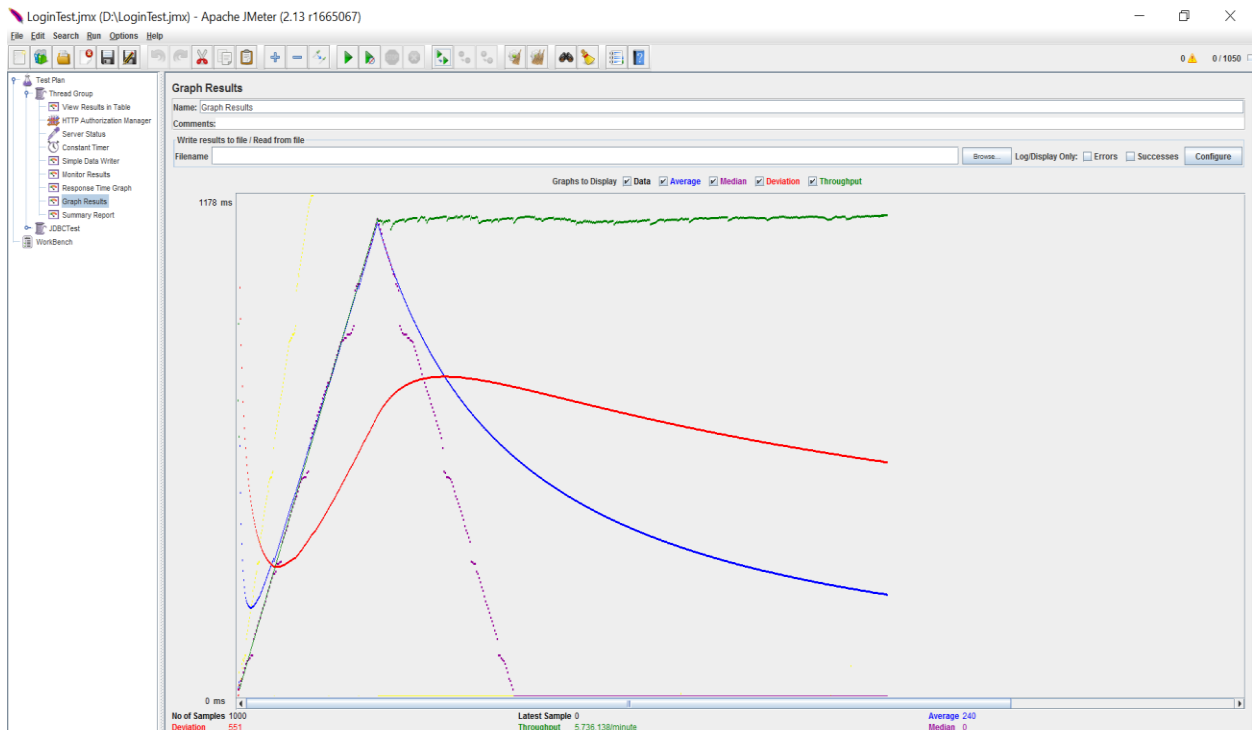 LoginTest.jmx (D:\LoginTest.jmx) - Apache JMeter (2.13 r1665067)
File Edit Search Run Options Help
0 0 / 1050
Test Plan
Thread Group
View Results in Table
HTTP Authorization Manager
Server Status
Constant Timer
Simple Data Writer
Monitor Results
Response Time Graph
Graph Results
Summary Report
JDBCTest
WorkBench
Graph Results
Name: Graph Results
Comments:
Write results to file / Read from file
Filename Browse... Log/Display Only: Errors Successes Configure
Graphs to Display Data Average Median Deviation Throughput
1178 ms
0 ms
No of Samples 1000 Latest Sample 0 Average 240
Deviation 551 Throughput 5,736.138/minute Median 0